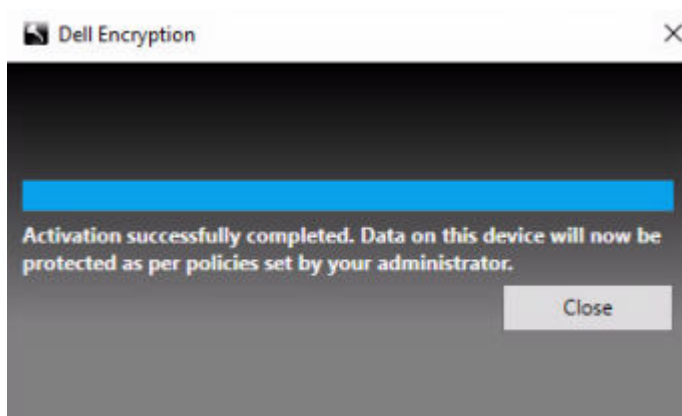 Dell Encryption
Activation successfully completed. Data on this device will now be
protected as per policies set by your administrator.
Close